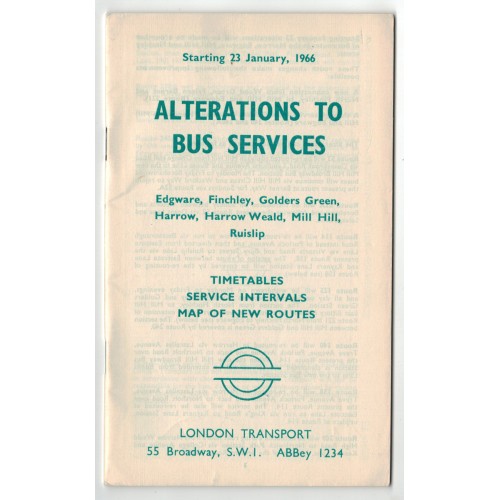 Starting 23 January, 1966
ALTERATIONS TO
BUS SERVICES
Edgware, Finchley, Golders Green,
Harrow, Harrow Weald, Mill Hill,
Ruislip
TIMETABLES
SERVICE INTERVALS
MAP OF NEW ROUTES
LONDON TRANSPORT
55 Broadway, S.W.1. ABBey 1234